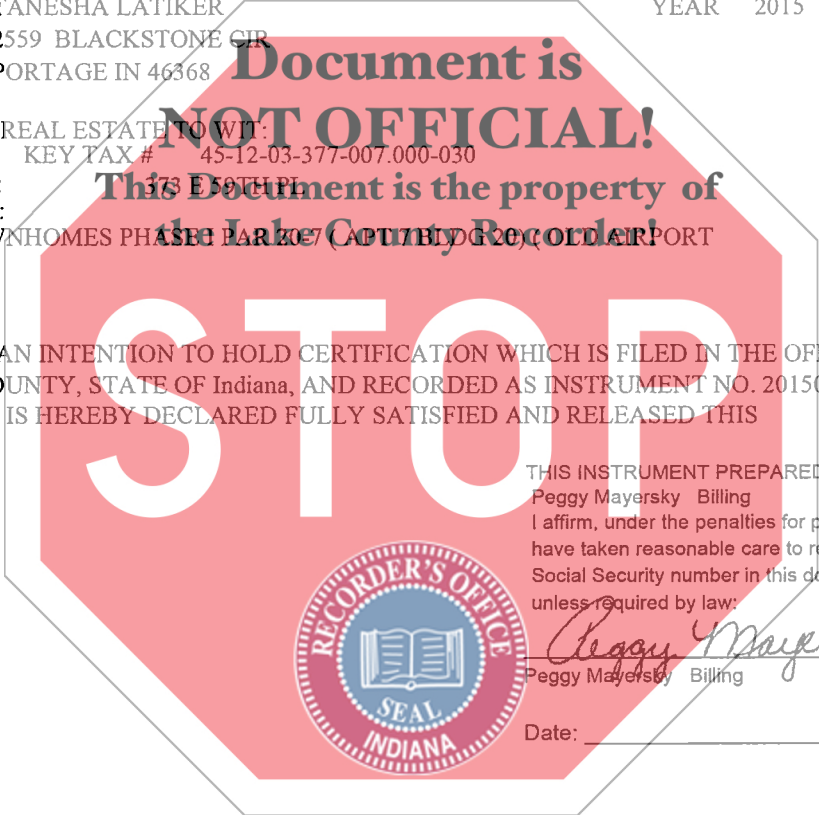 TANESHA LATIKER YEAR 2015
2559 BLACKSTONE CIR
PORTAGE IN 46368
Document is
NOT OFFICIAL!
This Document is the property of
the Lake County Recorder!
REAL ESTATE TO WIT:
KEY TAX # 45-12-03-377-007.000-030
373 E 59TH PL
NHOMES PHASE I PAR 20-7 ( APT 7 BLDG 20) ( OLD AIRPORT
STOP
AN INTENTION TO HOLD CERTIFICATION WHICH IS FILED IN THE OF
OUNTY, STATE OF Indiana, AND RECORDED AS INSTRUMENT NO. 2015
IS HEREBY DECLARED FULLY SATISFIED AND RELEASED THIS
THIS INSTRUMENT PREPARED
Peggy Mayersky Billing
I affirm, under the penalties for p
have taken reasonable care to r
Social Security number in this d
unless required by law:
Peggy Maye
Peggy Mayersky Billing
Date:
RECORDER'S OFFICE
SEAL
INDIANA